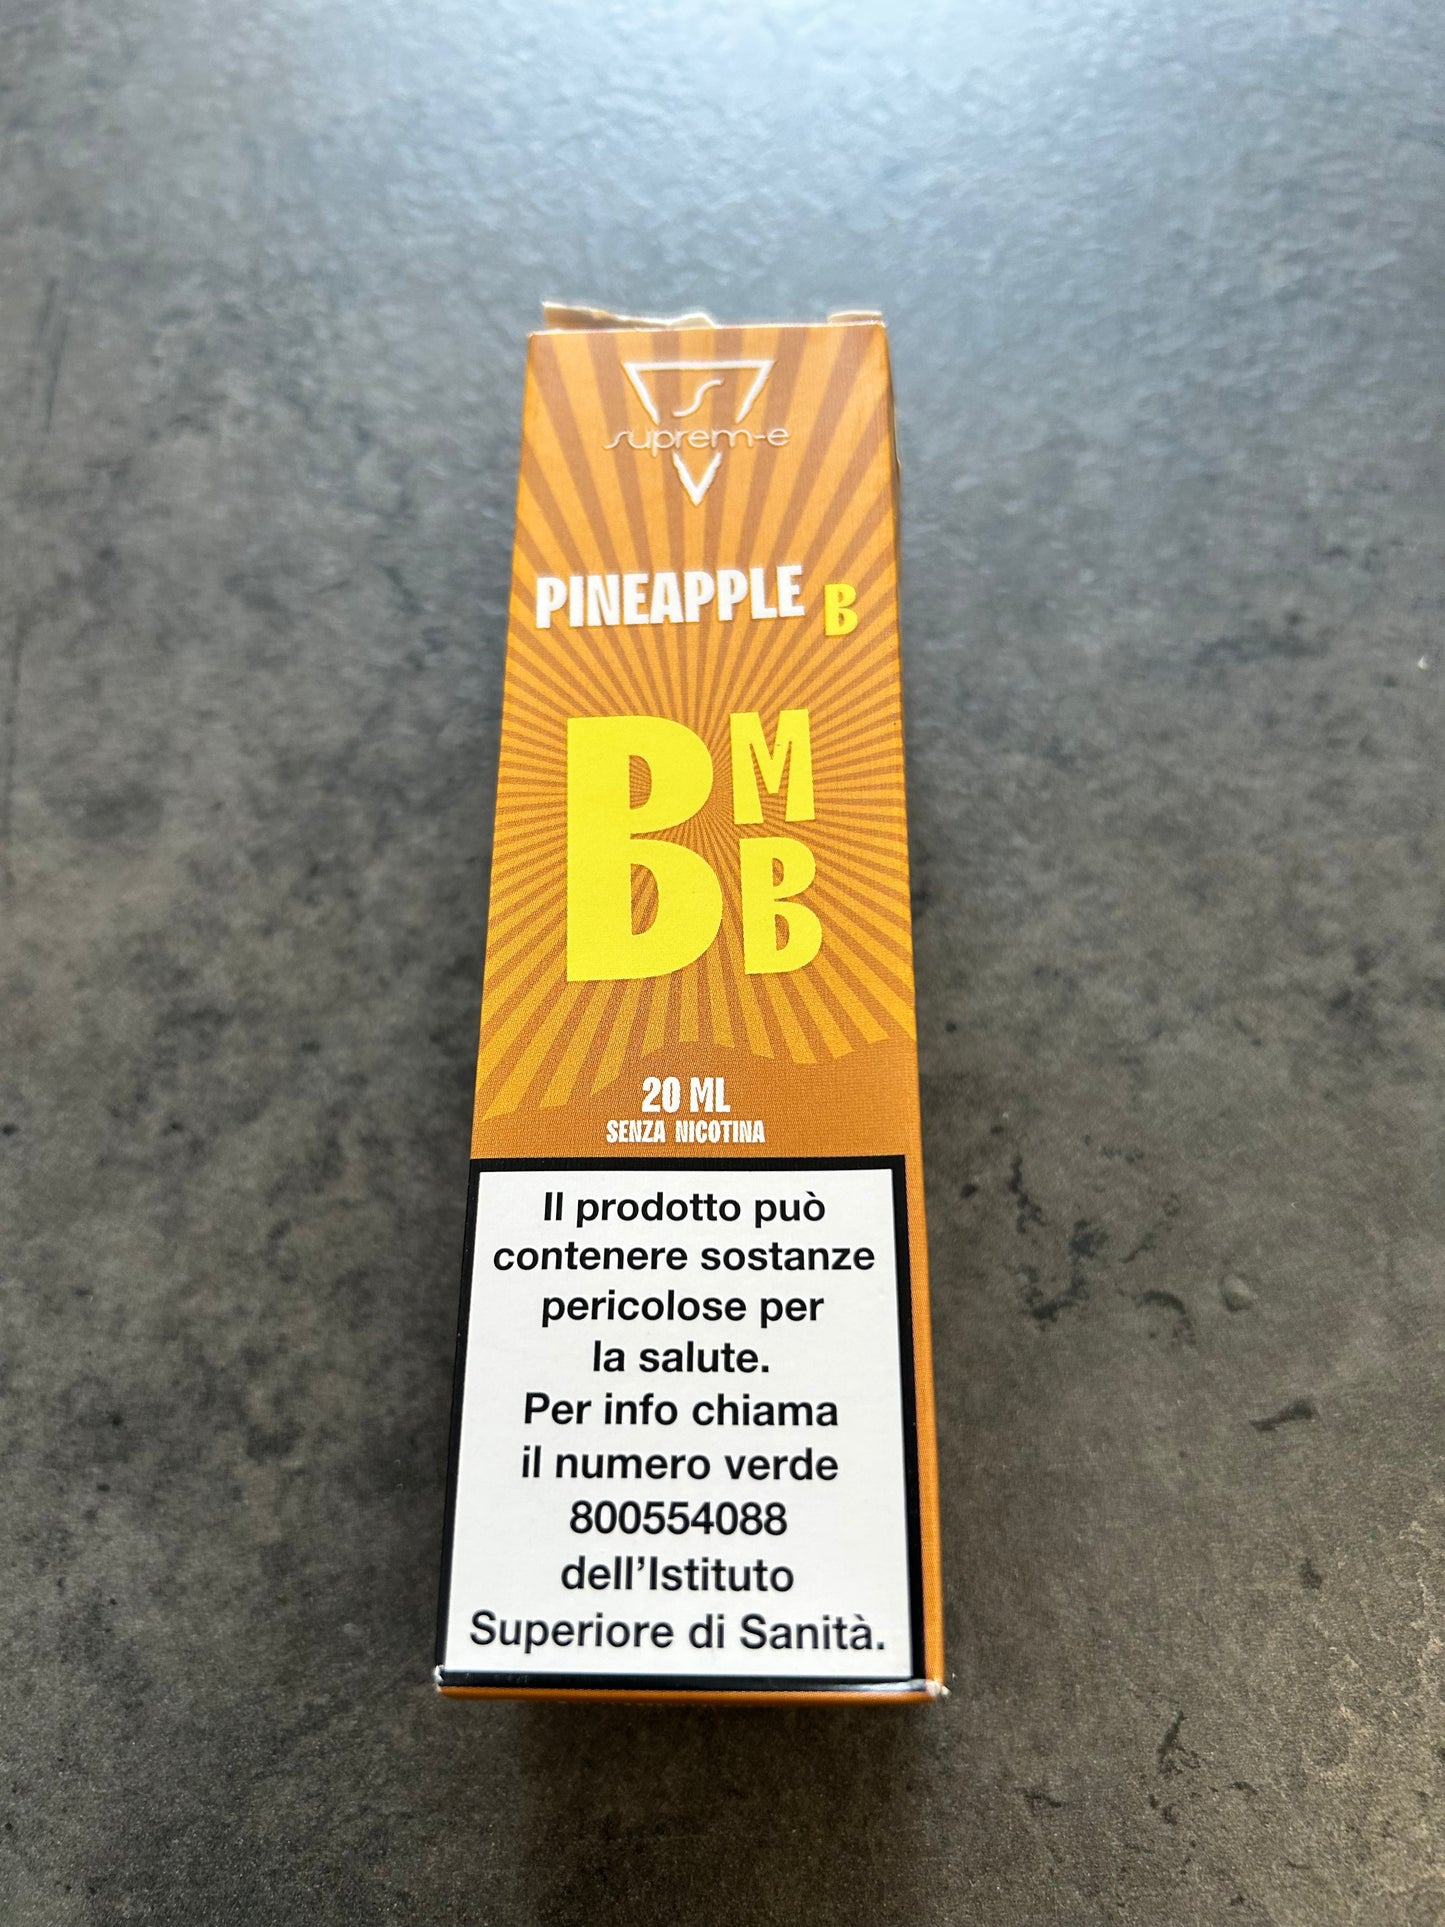 S
suprem-e
PINEAPPLE B
B M
B
20 ML
SENZA NICOTINA
Il prodotto può
contenere sostanze
pericolose per
la salute.
Per info chiama
il numero verde
800554088
dell’Istituto
Superiore di Sanità.